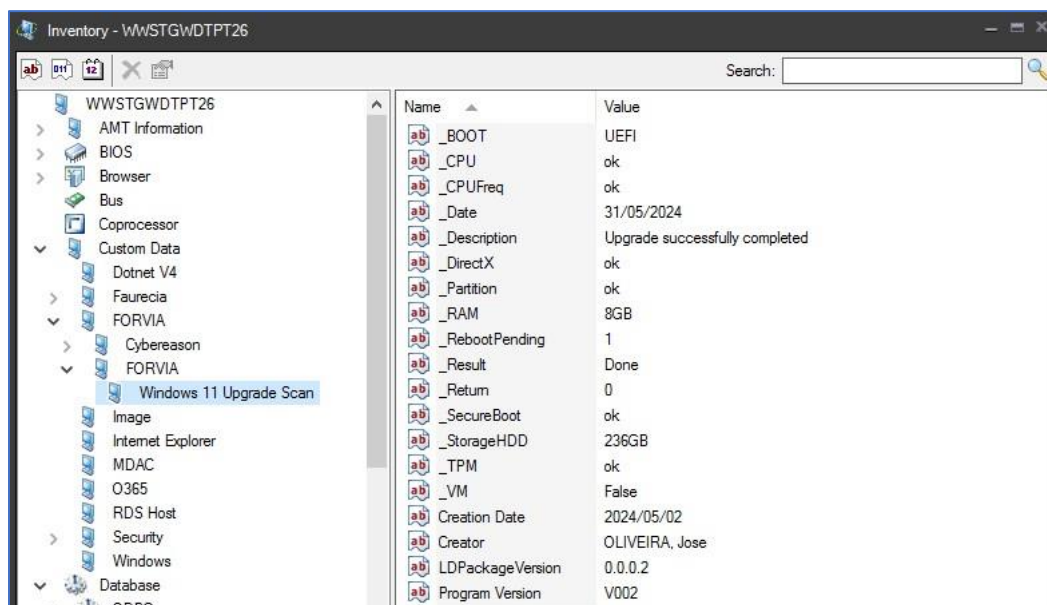 Inventory - WWSTGWDTPT26
Search:
WWSTGWDTPT26
AMT Information
BIOS
Browser
Bus
Coprocessor
Custom Data
Dotnet V4
Faurecia
FORVIA
Cybereason
FORVIA
Windows 11 Upgrade Scan
Image
Internet Explorer
MDAC
O365
RDS Host
Security
Windows
Database
Name Value
_BOOT UEFI
_CPU ok
_CPUFreq ok
_Date 31/05/2024
_Description Upgrade successfully completed
_DirectX ok
_Partition ok
_RAM 8GB
_RebootPending 1
_Result Done
_Return 0
_SecureBoot ok
_StorageHDD 236GB
_TPM ok
_VM False
Creation Date 2024/05/02
Creator OLIVEIRA, Jose
LDPackageVersion 0.0.0.2
Program Version V002